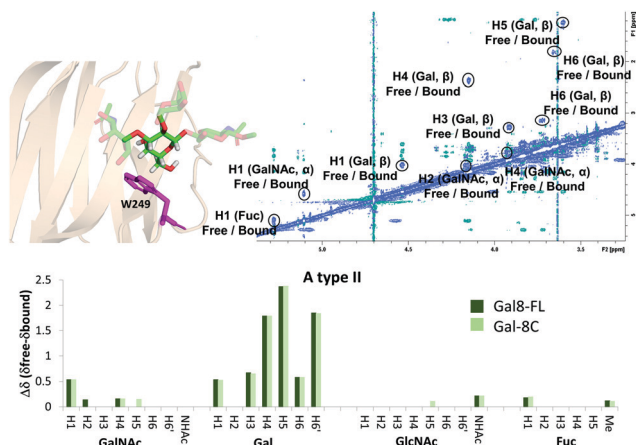 W249
H5 (Gal, β)
Free / Bound
H6 (Gal, β)
Free / Bound
H4 (Gal, β)
Free / Bound
H6 (Gal, β)
Free / Bound
H3 (Gal, β)
Free / Bound
H1 (GalNAc, α)
Free / Bound
H1 (Gal, β)
Free / Bound
H2 (GalNAc, α)
Free / Bound
H4 (GalNAc, α)
Free / Bound
H1 (Fuc)
Free / Bound
F1 [ppm]
1
2
3
4
5
5.0
4.5
4.0
3.5
F2 [ppm]
A type II
Gal8-FL
Gal-8C
Δδ (δfree-δbound)
2.5
2
1.5
1
0.5
0
H1 H2 H3 H4 H5 H6 H6' NHAc
H1 H2 H3 H4 H5 H6 H6'
H1 H2 H3 H4 H5 H6 H6' NHAc
H1 H2 H3 H4 H5 Me
GalNAc Gal GlcNAc Fuc